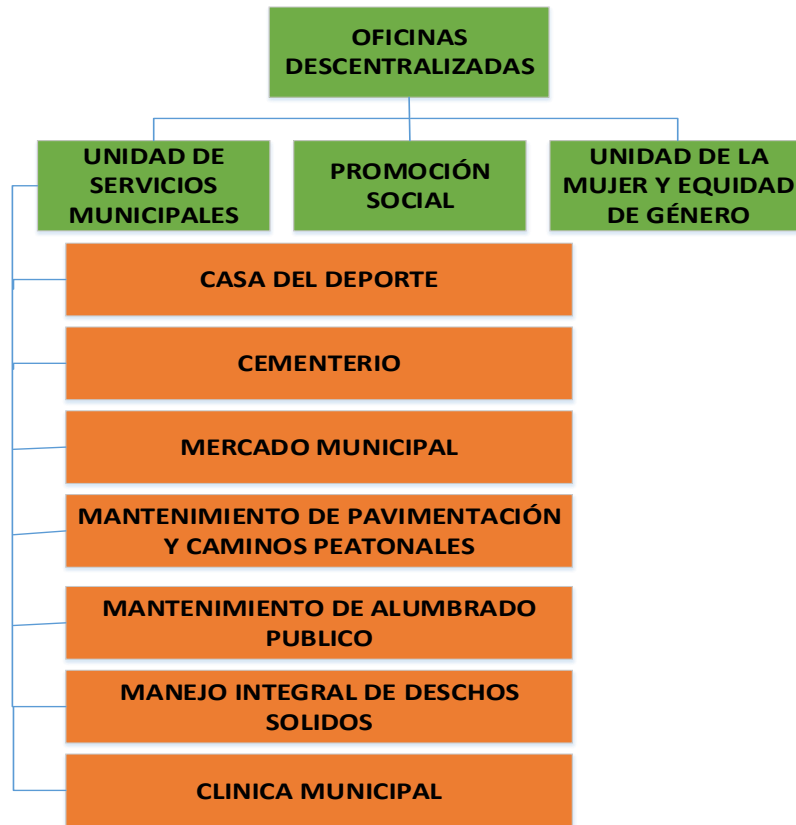 OFICINAS
DESCENTRALIZADAS
UNIDAD DE
SERVICIOS
MUNICIPALES
PROMOCIÓN
SOCIAL
UNIDAD DE LA
MUJER Y EQUIDAD
DE GÉNERO
CASA DEL DEPORTE
CEMENTERIO
MERCADO MUNICIPAL
MANTENIMIENTO DE PAVIMENTACIÓN
Y CAMINOS PEATONALES
MANTENIMIENTO DE ALUMBRADO
PUBLICO
MANEJO INTEGRAL DE DESCHOS
SOLIDOS
CLINICA MUNICIPAL